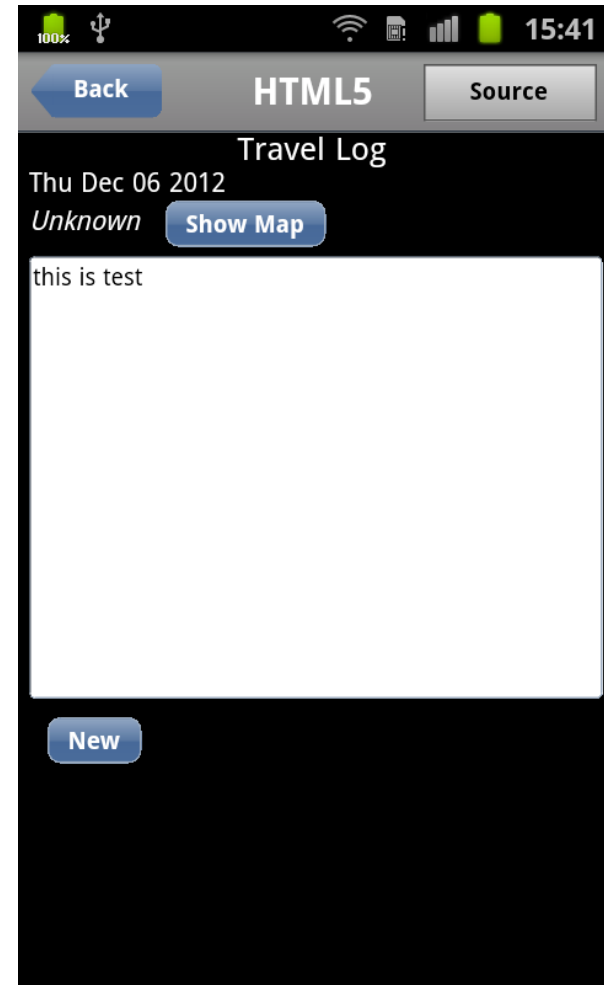 100% 15:41
Back HTML5 Source
Travel Log
Thu Dec 06 2012
Unknown Show Map
this is test
New